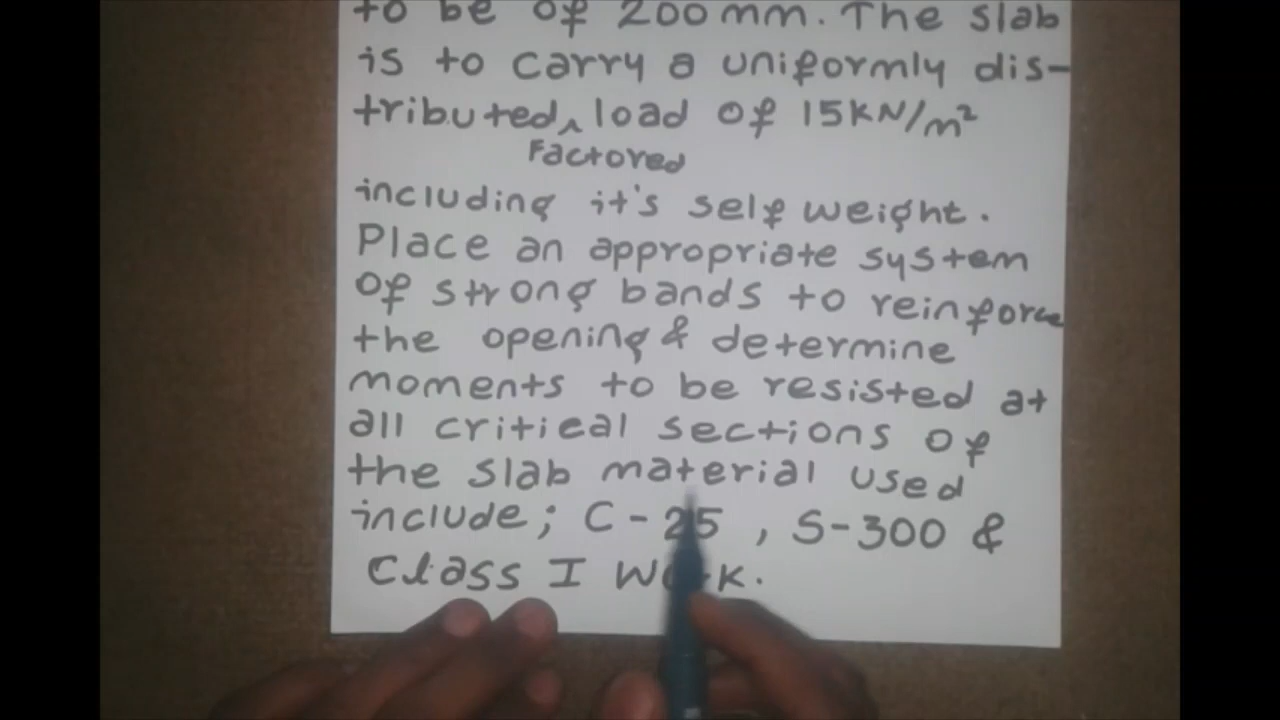 to be of 200mm. The slab
is to carry a uniformly dis-
tributed^ load of 15KN/m²
Factored
including it's self weight.
Place an appropriate system
of strong bands to reinforce
the opening & determine
moments to be resisted at
all critical sections of
the slab material used
include; C-25, S-300 &
Class I Work.